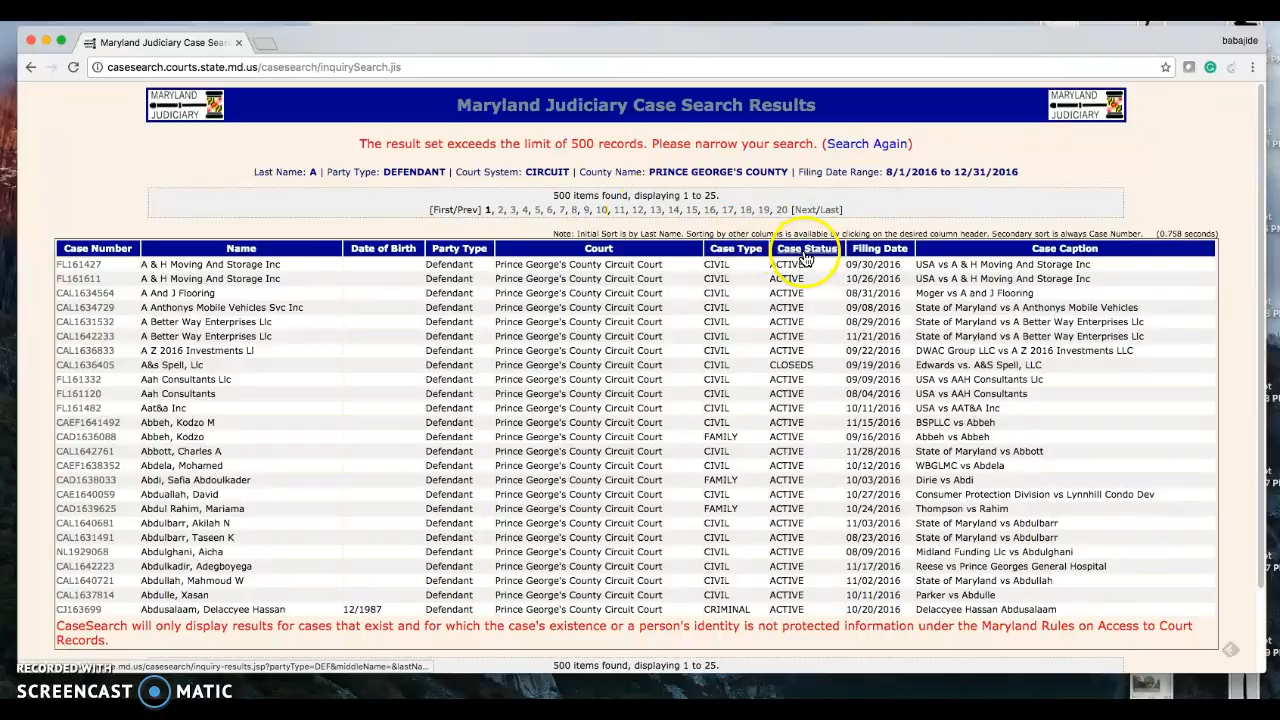 Maryland Judiciary Case Sear
babajide
casesearch.courts.state.md.us/casesearch/inquirySearch.jis
MARYLAND
JUDICIARY
Maryland Judiciary Case Search Results
MARYLAND
JUDICIARY
The result set exceeds the limit of 500 records. Please narrow your search. (Search Again)
Last Name: A | Party Type: DEFENDANT | Court System: CIRCUIT | County Name: PRINCE GEORGE'S COUNTY | Filing Date Range: 8/1/2016 to 12/31/2016
500 items found, displaying 1 to 25.
[First/Prev] 1, 2, 3, 4, 5, 6, 7, 8, 9, 10, 11, 12, 13, 14, 15, 16, 17, 18, 19, 20 [Next/Last]
Note: Initial Sort is by Last Name. Sorting by other columns is available by clicking on the desired column header. Secondary sort is always Case Number. (0.758 seconds)
Case Number Name Date of Birth Party Type Court Case Type Case Status Filing Date Case Caption
FL161427 A & H Moving And Storage Inc Defendant Prince George's County Circuit Court CIVIL ACTIVE 09/30/2016 USA vs A & H Moving And Storage Inc
FL161611 A & H Moving And Storage Inc Defendant Prince George's County Circuit Court CIVIL ACTIVE 10/26/2016 USA vs A & H Moving And Storage Inc
CAL1634564 A And J Flooring Defendant Prince George's County Circuit Court CIVIL ACTIVE 08/31/2016 Moger vs A and J Flooring
CAL1634729 A Anthonys Mobile Vehicles Svc Inc Defendant Prince George's County Circuit Court CIVIL ACTIVE 09/08/2016 State of Maryland vs A Anthonys Mobile Vehicles
CAL1631532 A Better Way Enterprises Llc Defendant Prince George's County Circuit Court CIVIL ACTIVE 08/29/2016 State of Maryland vs A Better Way Enterprises LLC
CAL1642233 A Better Way Enterprises Llc Defendant Prince George's County Circuit Court CIVIL ACTIVE 11/21/2016 State of Maryland vs A Better Way Enterprises LLC
CAL1636833 A Z 2016 Investments Ll Defendant Prince George's County Circuit Court CIVIL ACTIVE 09/22/2016 DWAC Group LLC vs A Z 2016 Investments LLC
CAL1636405 A&s Spell, Llc Defendant Prince George's County Circuit Court CIVIL CLOSEDS 09/19/2016 Edwards vs. A&S Spell, LLC
FL161332 Aah Consultants Llc Defendant Prince George's County Circuit Court CIVIL ACTIVE 09/09/2016 USA vs AAH Consultants Llc
FL161120 Aah Consultants Defendant Prince George's County Circuit Court CIVIL ACTIVE 08/04/2016 USA vs AAH Consultants
FL161482 Aat&a Inc Defendant Prince George's County Circuit Court CIVIL ACTIVE 10/11/2016 USA vs AAT&A Inc
CAEF1641492 Abbeh, Kodzo M Defendant Prince George's County Circuit Court CIVIL ACTIVE 11/15/2016 BSPLLC vs Abbeh
CAD1636088 Abbeh, Kodzo Defendant Prince George's County Circuit Court FAMILY ACTIVE 09/16/2016 Abbeh vs Abbeh
CAL1642761 Abbott, Charles A Defendant Prince George's County Circuit Court CIVIL ACTIVE 11/28/2016 State of Maryland vs Abbott
CAEF1638352 Abdela, Mohamed Defendant Prince George's County Circuit Court CIVIL ACTIVE 10/12/2016 WBGLMC vs Abdela
CAD1638033 Abdi, Safia Abdoulkader Defendant Prince George's County Circuit Court FAMILY ACTIVE 10/03/2016 Dirie vs Abdi
CAE1640059 Abduallah, David Defendant Prince George's County Circuit Court CIVIL ACTIVE 10/27/2016 Consumer Protection Division vs Lynnhill Condo Dev
CAD1639625 Abdul Rahim, Mariama Defendant Prince George's County Circuit Court FAMILY ACTIVE 10/24/2016 Thompson vs Rahim
CAL1640681 Abdulbarr, Akilah N Defendant Prince George's County Circuit Court CIVIL ACTIVE 11/03/2016 State of Maryland vs Abdulbarr
CAL1631491 Abdulbarr, Taseen K Defendant Prince George's County Circuit Court CIVIL ACTIVE 08/23/2016 State of Maryland vs Abdulbarr
NL1929068 Abdulghani, Aicha Defendant Prince George's County Circuit Court CIVIL ACTIVE 08/09/2016 Midland Funding Llc vs Abdulghani
CAL1642223 Abdulkadir, Adegboyega Defendant Prince George's County Circuit Court CIVIL ACTIVE 11/17/2016 Reese vs Prince Georges General Hospital
CAL1640721 Abdullah, Mahmoud W Defendant Prince George's County Circuit Court CIVIL ACTIVE 11/02/2016 State of Maryland vs Abdullah
CAL1637814 Abdulle, Xasan Defendant Prince George's County Circuit Court CIVIL ACTIVE 10/11/2016 Parker vs Abdulle
CJ163699 Abdusalaam, Delaccyee Hassan 12/1987 Defendant Prince George's County Circuit Court CRIMINAL ACTIVE 10/20/2016 Delaccyee Hassan Abdusalaam
CaseSearch will only display results for cases that exist and for which the case's existence or a person's identity is not protected information under the Maryland Rules on Access to Court
Records.
500 items found, displaying 1 to 25.
RECORDED WITH
e.md.us/casesearch/inquiry-results.jsp?partyType=DEF&middleName=&lastNa...
SCREENCAST MATIC